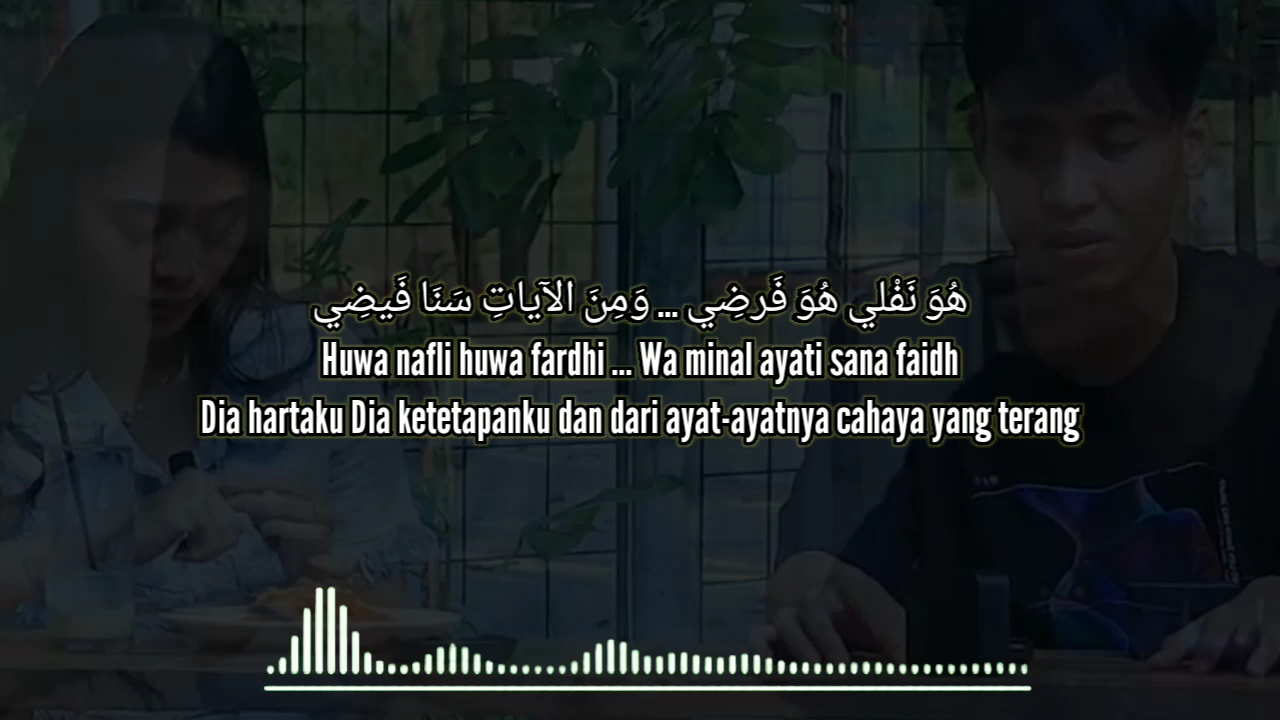 هُوَ نَفْلي هُوَ فَرضِي ... وَمِنَ الآياتِ سَنَا فَيضِي
Huwa nafli huwa fardhi ... Wa minal ayati sana faidh
Dia hartaku Dia ketetapanku dan dari ayat-ayatnya cahaya yang terang